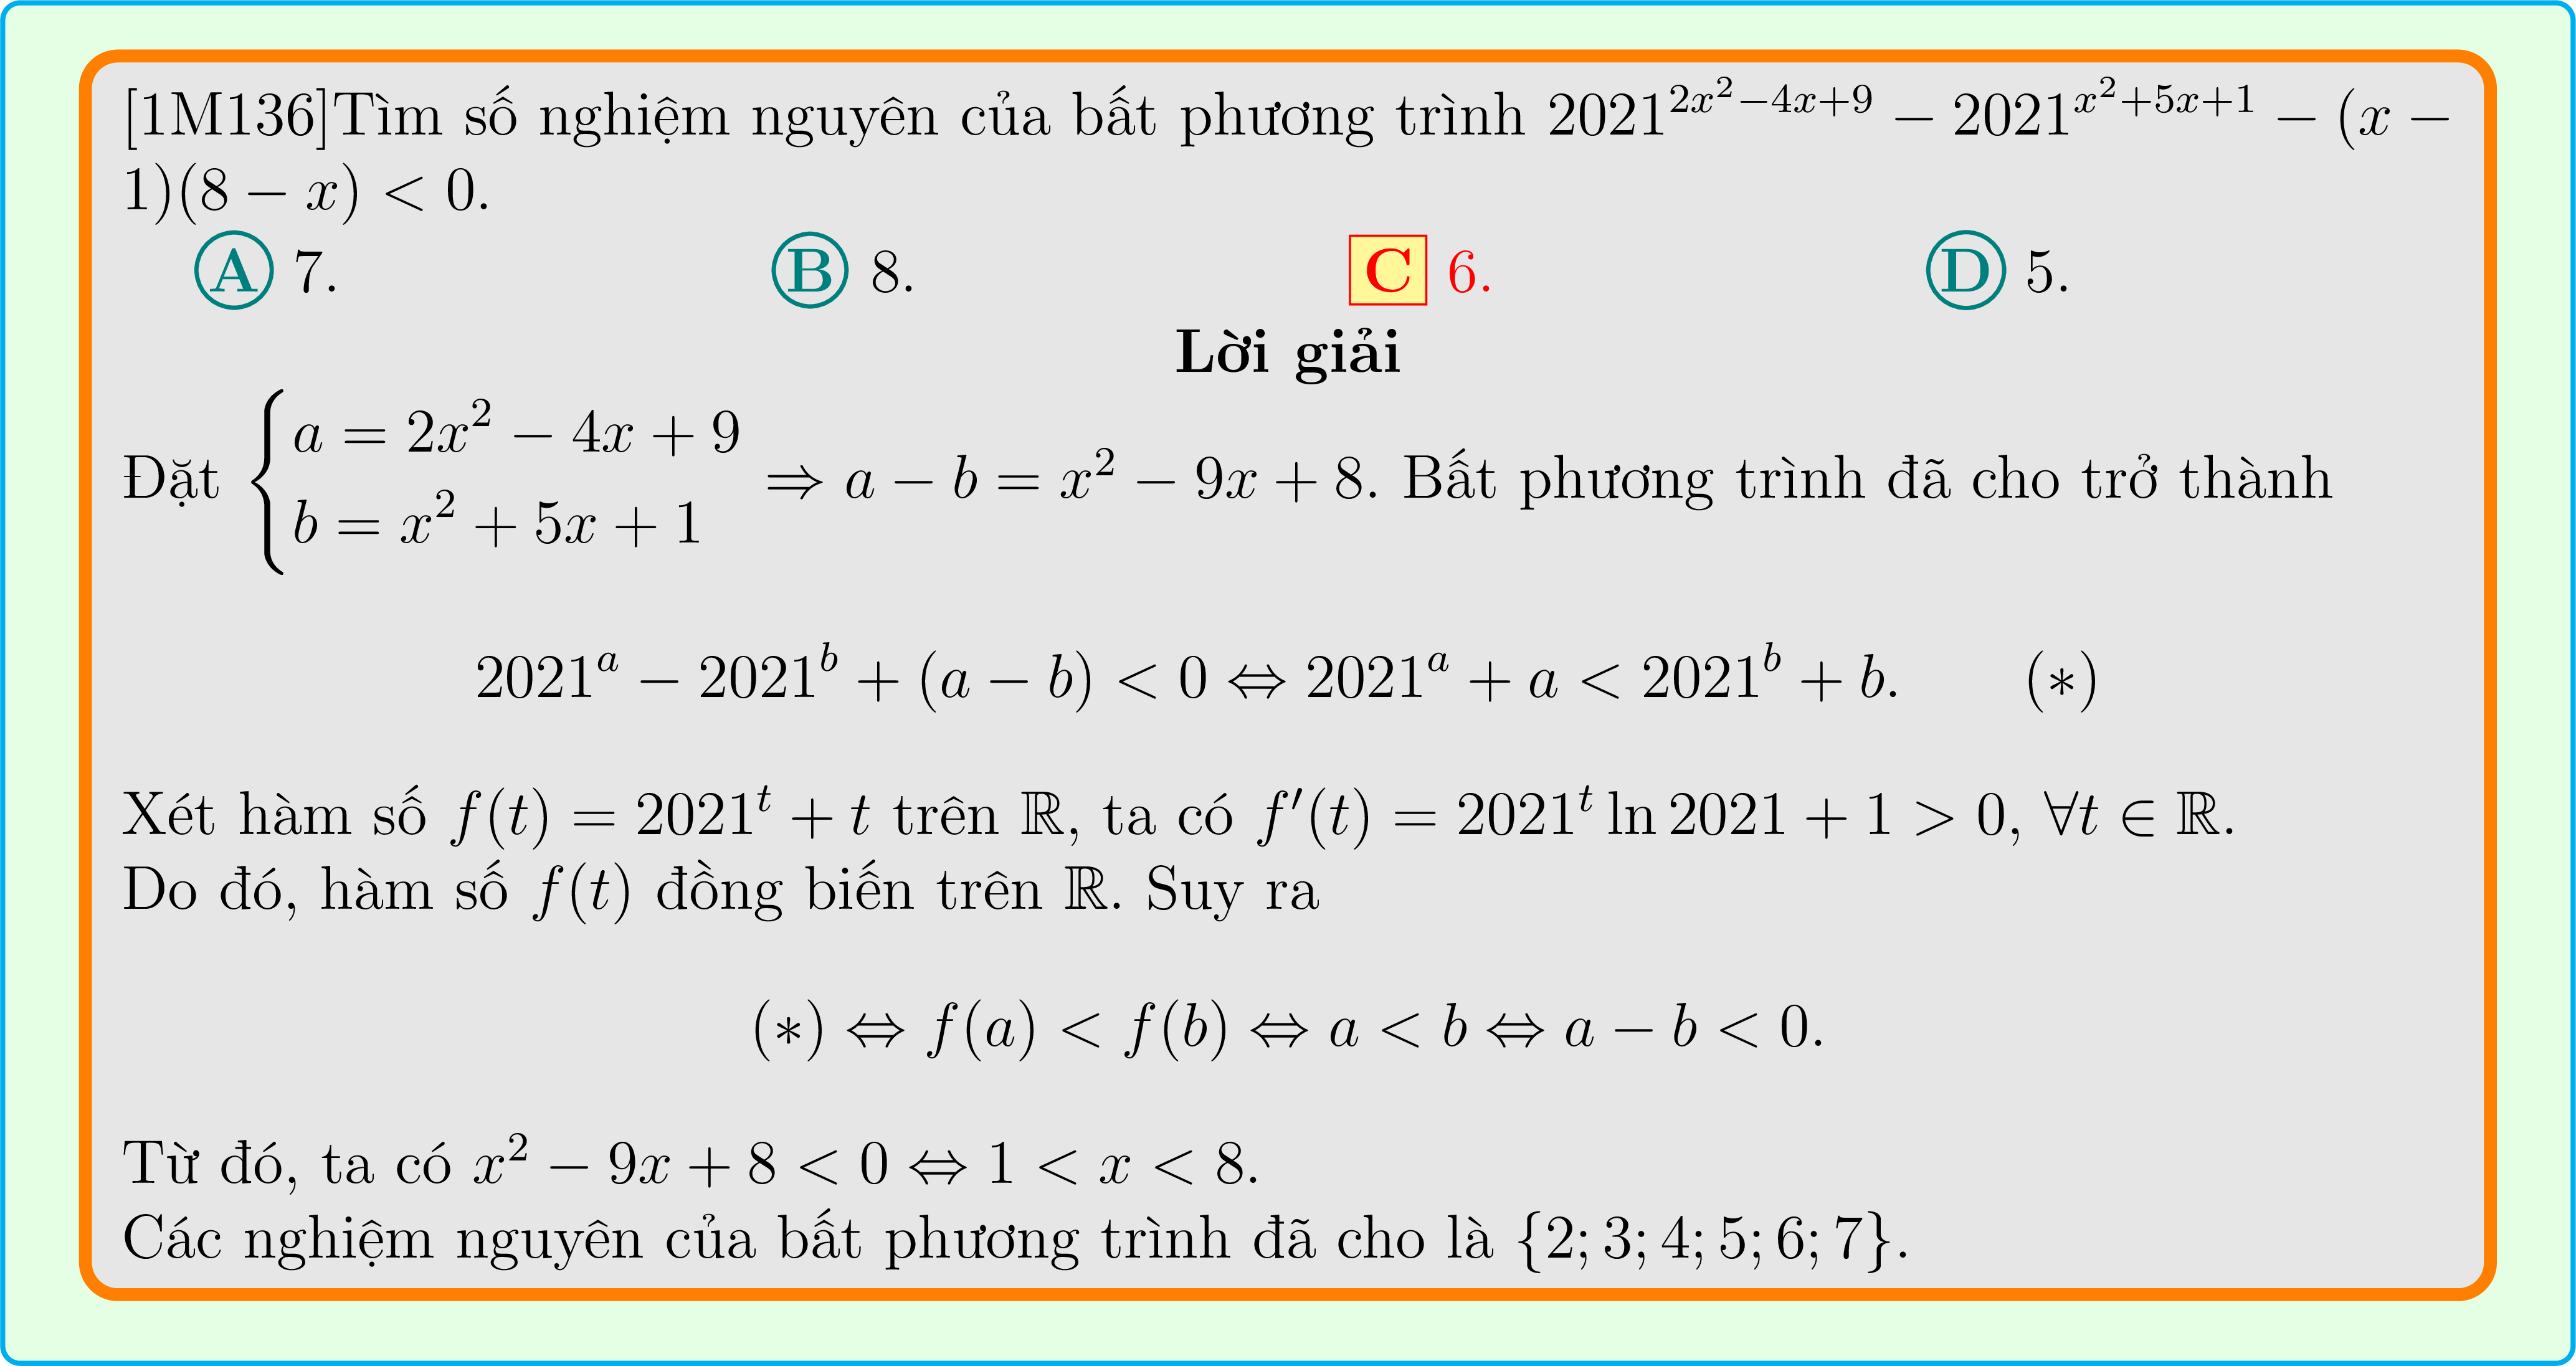 [1M136]Tìm số nghiệm nguyên của bất phương trình $2021^{2x^2-4x+9} - 2021^{x^2+5x+1} - (x -$
$1)(8 - x) < 0.$
A 7. B 8. C 6. D 5.
Lời giải
Đặt $\begin{cases} a = 2x^2 - 4x + 9 \\ b = x^2 + 5x + 1 \end{cases} \Rightarrow a - b = x^2 - 9x + 8.$ Bất phương trình đã cho trở thành
$2021^a - 2021^b + (a - b) < 0 \Leftrightarrow 2021^a + a < 2021^b + b.$ (∗)
Xét hàm số $f(t) = 2021^t + t$ trên $\mathbb{R}$, ta có $f'(t) = 2021^t \ln 2021 + 1 > 0, \forall t \in \mathbb{R}.$
Do đó, hàm số $f(t)$ đồng biến trên $\mathbb{R}$. Suy ra
$(∗) \Leftrightarrow f(a) < f(b) \Leftrightarrow a < b \Leftrightarrow a - b < 0.$
Từ đó, ta có $x^2 - 9x + 8 < 0 \Leftrightarrow 1 < x < 8.$
Các nghiệm nguyên của bất phương trình đã cho là $\{2; 3; 4; 5; 6; 7\}.$